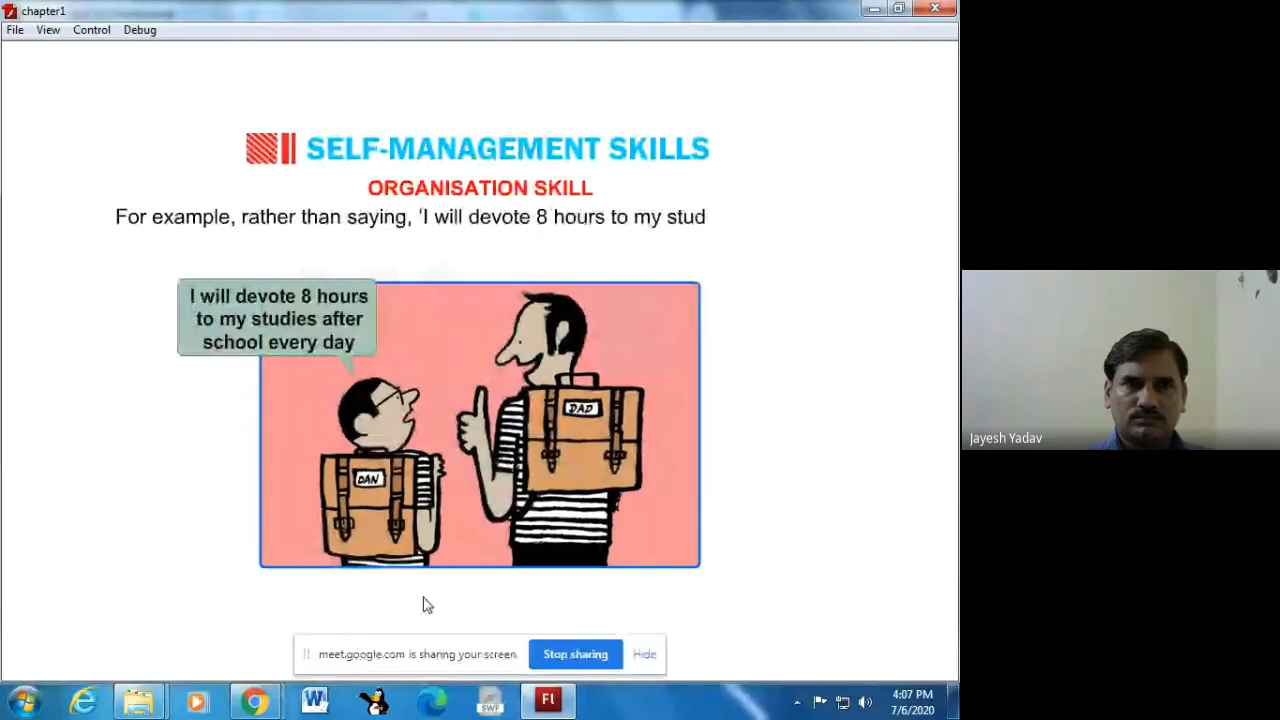 chapter1
File View Control Debug
SELF-MANAGEMENT SKILLS
ORGANISATION SKILL
For example, rather than saying, 'I will devote 8 hours to my stud
I will devote 8 hours
to my studies after
school every day
DAD
DAN
Jayesh Yadav
meet.google.com is sharing your screen.
Stop sharing
Hide
SWF
Fl
4:07 PM
7/6/2020